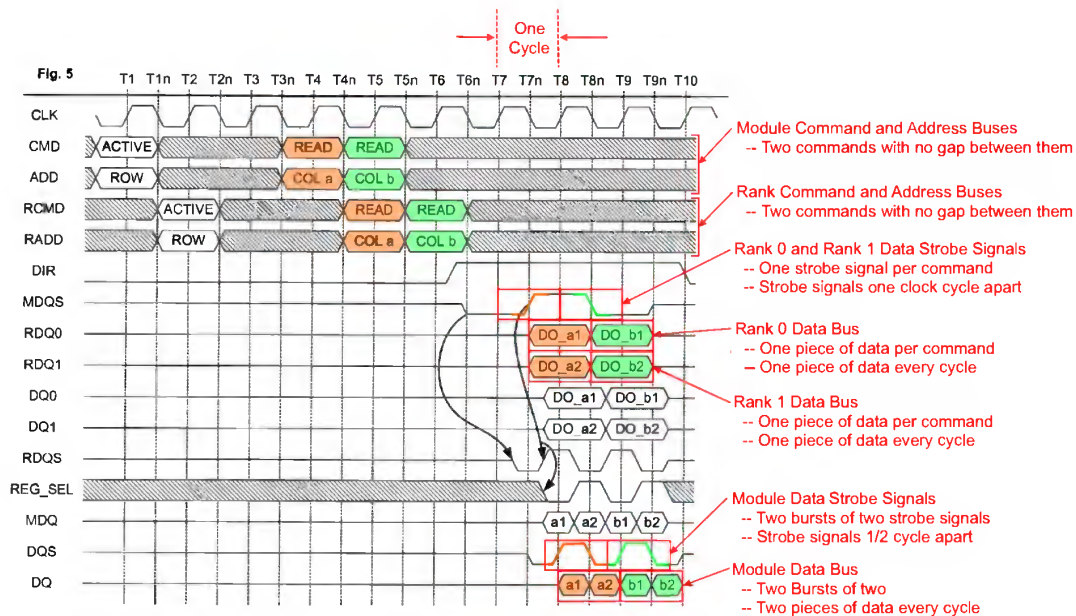 One
Cycle
Fig. 5
T1 T1n T2 T2n T3 T3n T4 T4n T5 T5n T6 T6n T7 T7n T8 T8n T9 T9n T10
CLK
CMD ACTIVE READ READ
ADD ROW COL a COL b
RCMD ACTIVE READ READ
RADD ROW COL a COL b
DIR
MDQS
RDQ0 DO_a1 DO_b1
RDQ1 DO_a2 DO_b2
DQ0 DO_a1 DO_b1
DQ1 DO_a2 DO_b2
RDQS
REG_SEL
MDQ a1 a2 b1 b2
DQS
DQ a1 a2 b1 b2
Module Command and Address Buses
-- Two commands with no gap between them
Rank Command and Address Buses
-- Two commands with no gap between them
Rank 0 and Rank 1 Data Strobe Signals
-- One strobe signal per command
-- Strobe signals one clock cycle apart
Rank 0 Data Bus
-- One piece of data per command
-- One piece of data every cycle
Rank 1 Data Bus
-- One piece of data per command
-- One piece of data every cycle
Module Data Strobe Signals
-- Two bursts of two strobe signals
-- Strobe signals 1/2 cycle apart
Module Data Bus
-- Two Bursts of two
-- Two pieces of data every cycle